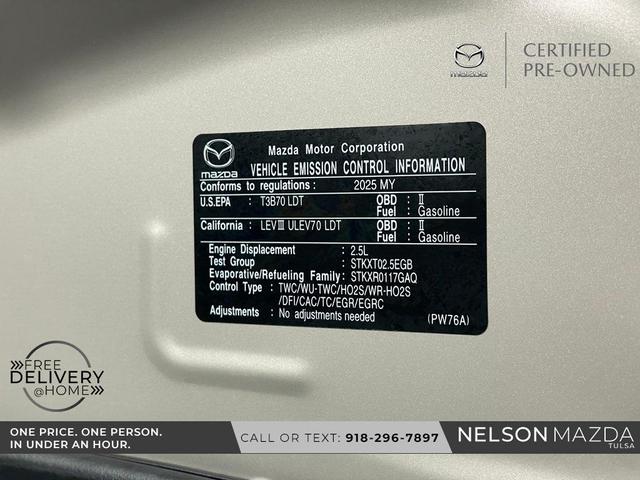 mazda
CERTIFIED
PRE-OWNED
mazda
Mazda Motor Corporation
VEHICLE EMISSION CONTROL INFORMATION
Conforms to regulations : 2025 MY
U.S.EPA : T3B70 LDT OBD : II
Fuel : Gasoline
California : LEVIII ULEV70 LDT OBD : II
Fuel : Gasoline
Engine Displacement : 2.5L
Test Group : STKXT02.5EGB
Evaporative/Refueling Family : STKXR0117GAQ
Control Type : TWC/WU-TWC/HO2S/WR-HO2S
/DFI/CAC/TC/EGR/EGRC
Adjustments : No adjustments needed (PW76A)
FREE
DELIVERY
@HOME
ONE PRICE. ONE PERSON.
IN UNDER AN HOUR.
CALL OR TEXT: 918-296-7897
NELSON MAZDA
TULSA